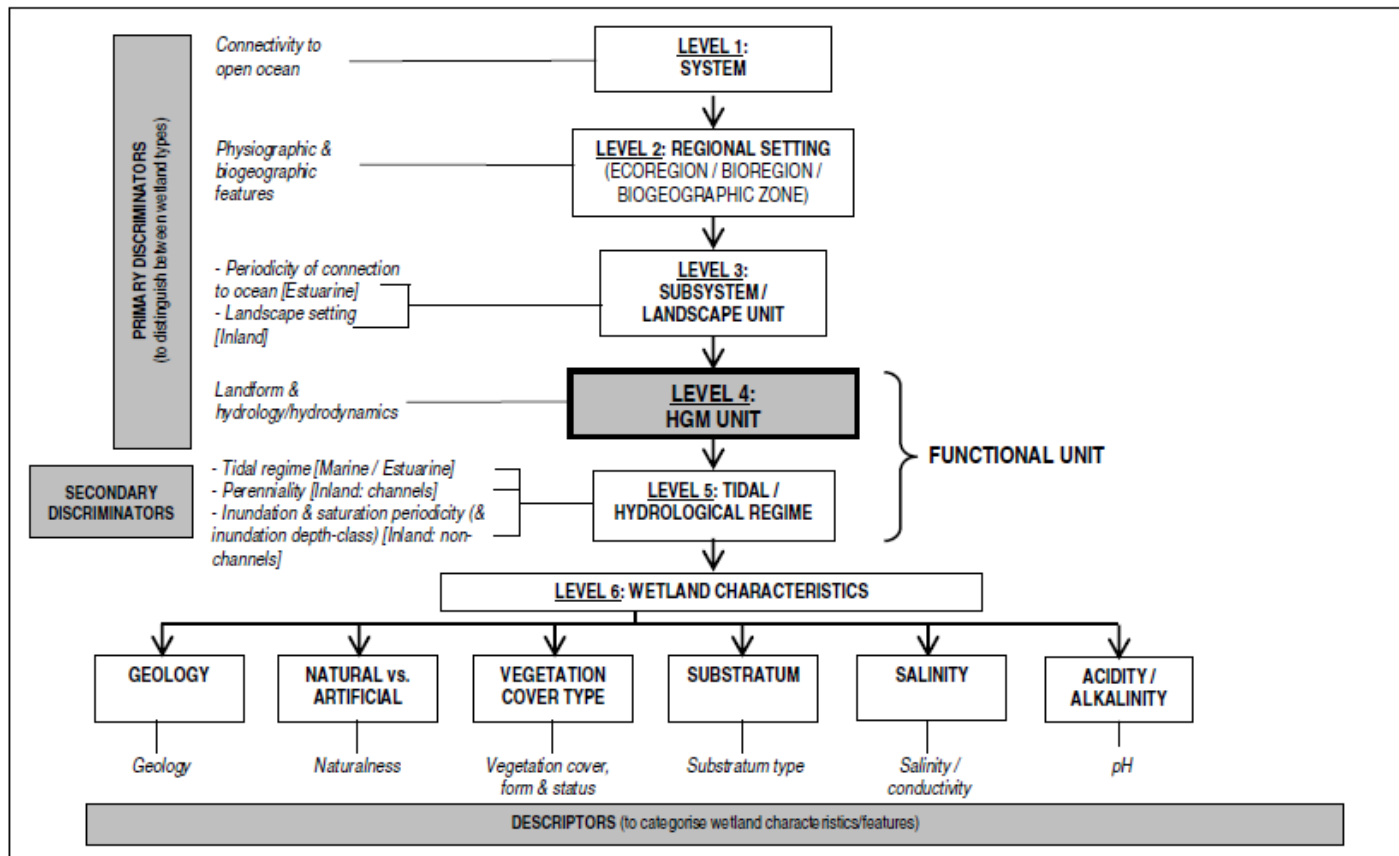 Connectivity to
open ocean
LEVEL 1:
SYSTEM
PRIMARY DISCRIMINATORS
(to distinguish between wetland types)
Physiographic &
biogeographic
features
LEVEL 2: REGIONAL SETTING
(ECOREGION / BIOREGION /
BIOGEOGRAPHIC ZONE)
- Periodicity of connection
to ocean [Estuarine]
- Landscape setting
[Inland]
LEVEL 3:
SUBSYSTEM /
LANDSCAPE UNIT
Landform &
hydrology/hydrodynamics
LEVEL 4:
HGM UNIT
FUNCTIONAL UNIT
SECONDARY
DISCRIMINATORS
- Tidal regime [Marine / Estuarine]
- Perenniality [Inland: channels]
- Inundation & saturation periodicity (&
inundation depth-class) [Inland: non-
channels]
LEVEL 5: TIDAL /
HYDROLOGICAL REGIME
LEVEL 6: WETLAND CHARACTERISTICS
GEOLOGY
NATURAL vs.
ARTIFICIAL
VEGETATION
COVER TYPE
SUBSTRATUM
SALINITY
ACIDITY /
ALKALINITY
Geology
Naturalness
Vegetation cover,
form & status
Substratum type
Salinity /
conductivity
pH
DESCRIPTORS (to categorise wetland characteristics/features)